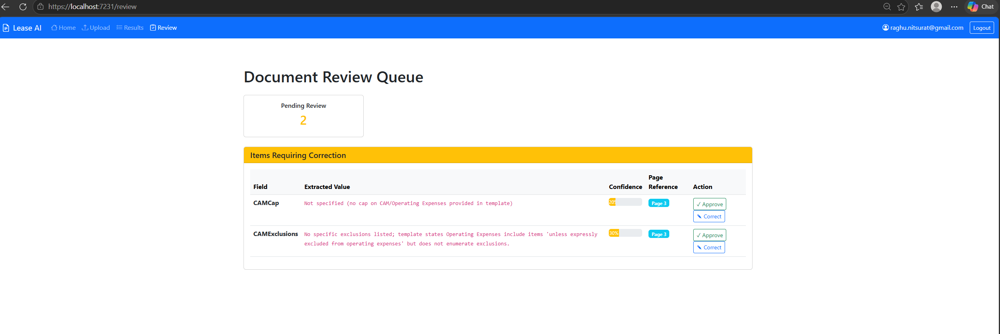 https://localhost:7231/review
Chat
Lease AI Home Upload Results Review raghu.nitsurat@gmail.com Logout
Document Review Queue
Pending Review
2
Items Requiring Correction
Field Extracted Value Confidence Page Reference Action
CAMCap Not specified (no cap on CAM/Operating Expenses provided in template) 20% Page 3 ✓ Approve
Correct
CAMExclusions No specific exclusions listed; template states Operating Expenses include items 'unless expressly 30% Page 3 ✓ Approve
excluded from operating expenses' but does not enumerate exclusions. Correct